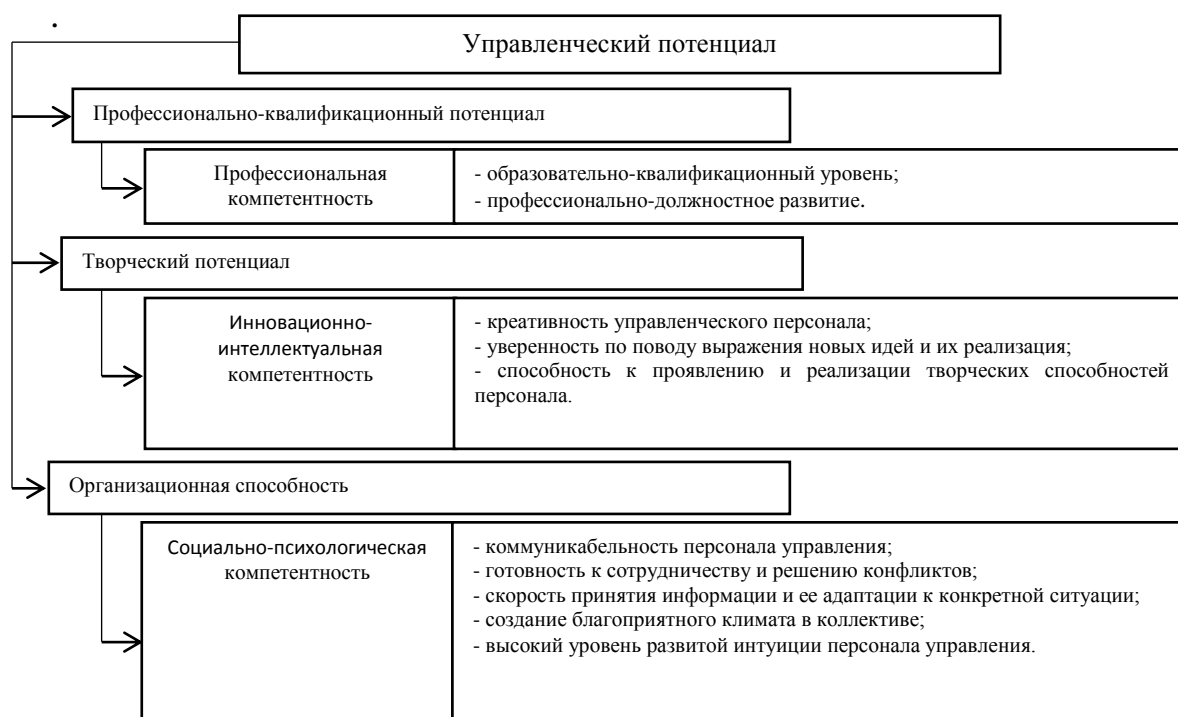 .
Управленческий потенциал
Профессионально-квалификационный потенциал
Профессиональная
компетентность
- образовательно-квалификационный уровень;
- профессионально-должностное развитие.
Творческий потенциал
Инновационно-
интеллектуальная
компетентность
- креативность управленческого персонала;
- уверенность по поводу выражения новых идей и их реализация;
- способность к проявлению и реализации творческих способностей
персонала.
Организационная способность
Социально-психологическая
компетентность
- коммуникабельность персонала управления;
- готовность к сотрудничеству и решению конфликтов;
- скорость принятия информации и ее адаптации к конкретной ситуации;
- создание благоприятного климата в коллективе;
- высокий уровень развитой интуиции персонала управления.